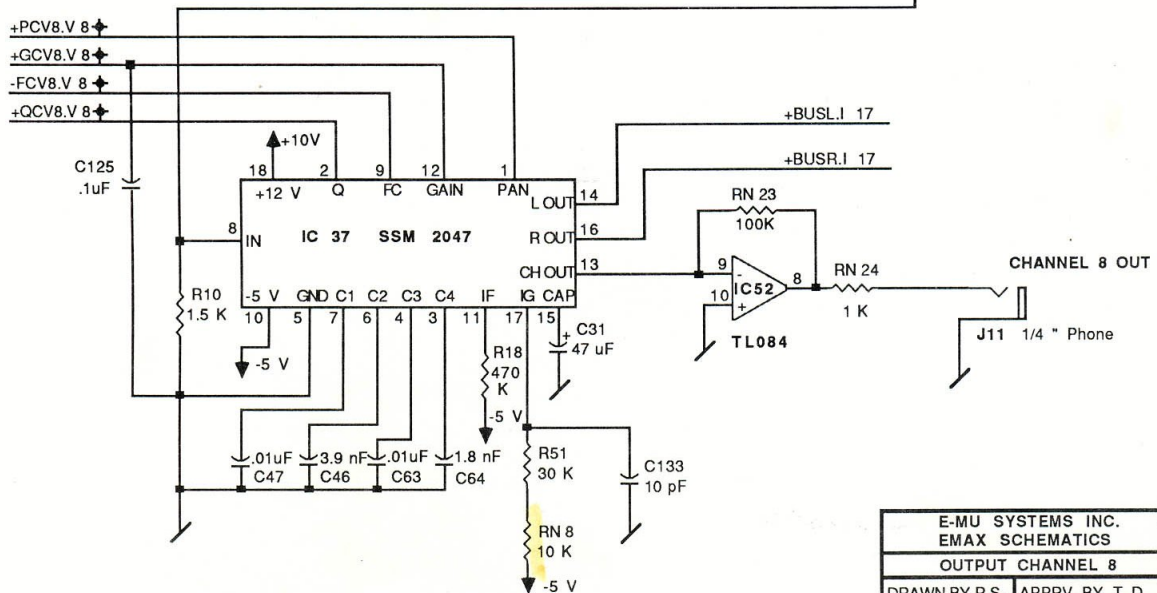 +PCV8.V 8
+GCV8.V 8
-FCV8.V 8
+QCV8.V 8
+BUSL.I 17
+BUSR.I 17
C125
.1uF
+10V
18 2 9 12 1
+12 V Q FC GAIN PAN
L OUT 14
R OUT 16
CH OUT 13
8 IN
IC 37 SSM 2047
-5 V GND C1 C2 C3 C4 IF IG CAP
10 5 7 6 4 3 11 17 15
RN 23
100K
9 -
10 +
IC52
8
TL084
RN 24
1 K
CHANNEL 8 OUT
J11 1/4 " Phone
R10
1.5 K
-5 V
R18
470
K
-5 V
+ C31
47 uF
.01uF
C47
3.9 nF
C46
.01uF
C63
1.8 nF
C64
R51
30 K
C133
10 pF
RN 8
10 K
-5 V
E-MU SYSTEMS INC.
EMAX SCHEMATICS
OUTPUT CHANNEL 8
DRAWN BY R.S. APPRV. BY T. D.